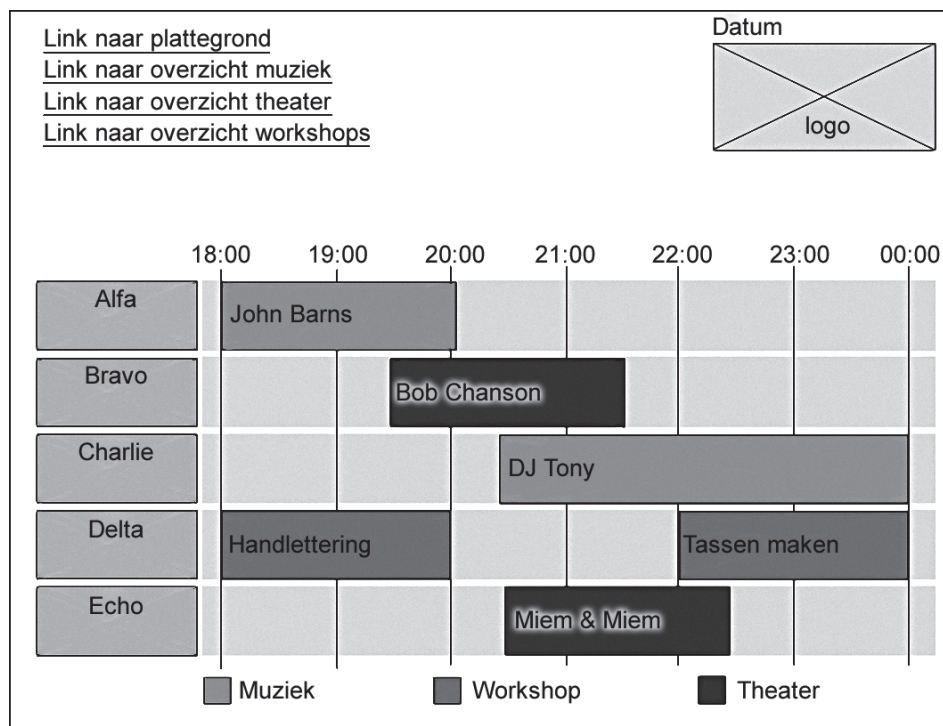 Link naar plattegrond
Link naar overzicht muziek
Link naar overzicht theater
Link naar overzicht workshops
Datum
logo
18:00 19:00 20:00 21:00 22:00 23:00 00:00
Alfa
John Barns
Bravo
Bob Chanson
Charlie
DJ Tony
Delta
Handlettering
Tassen maken
Echo
Miem & Miem
Muziek
Workshop
Theater